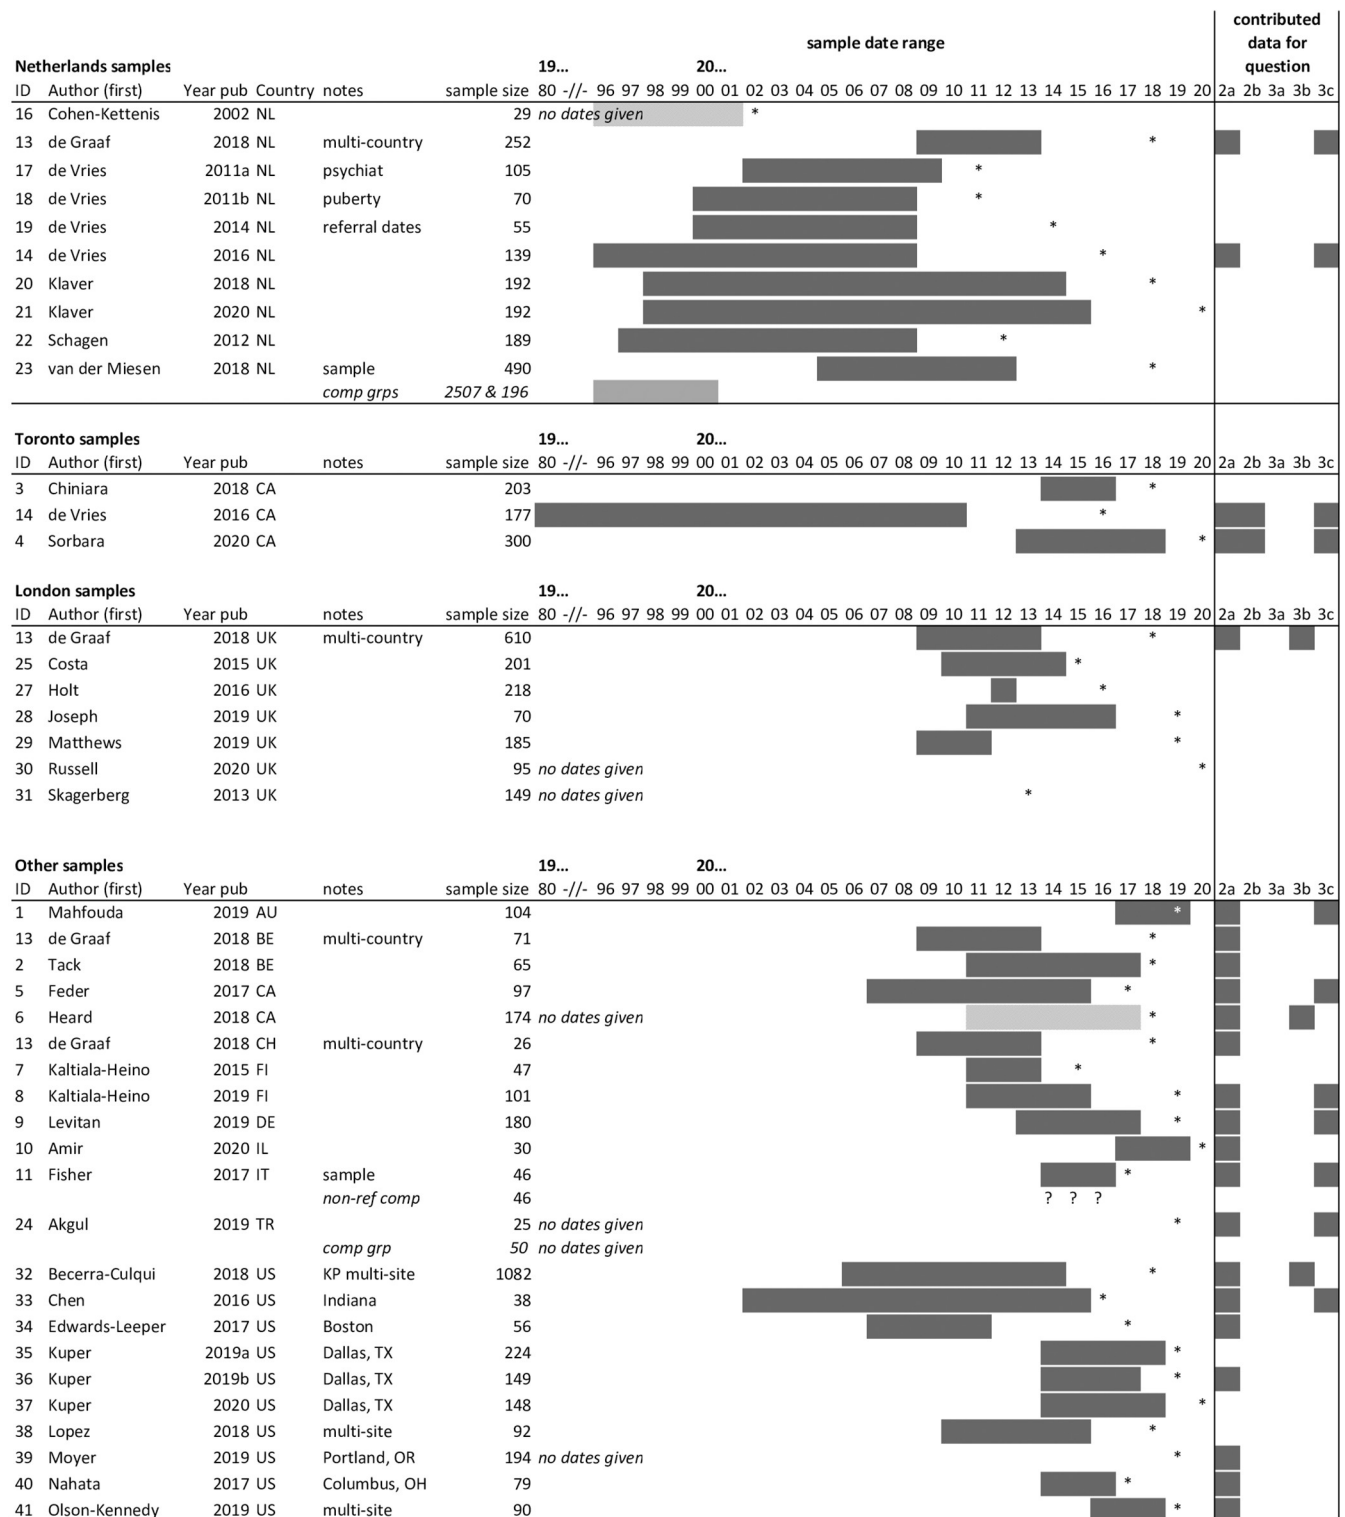 contributed
sample date range data for
Netherlands samples 19... 20... question
ID Author (first) Year pub Country notes sample size 80 -//- 96 97 98 99 00 01 02 03 04 05 06 07 08 09 10 11 12 13 14 15 16 17 18 19 20 2a 2b 3a 3b 3c
16 Cohen-Kettenis 2002 NL 29 no dates given *
13 de Graaf 2018 NL multi-country 252 *
17 de Vries 2011a NL psychiat 105 *
18 de Vries 2011b NL puberty 70 *
19 de Vries 2014 NL referral dates 55 *
14 de Vries 2016 NL 139 *
20 Klaver 2018 NL 192 *
21 Klaver 2020 NL 192 *
22 Schagen 2012 NL 189 *
23 van der Miesen 2018 NL sample 490 *
comp grps 2507 & 196
Toronto samples 19... 20...
ID Author (first) Year pub notes sample size 80 -//- 96 97 98 99 00 01 02 03 04 05 06 07 08 09 10 11 12 13 14 15 16 17 18 19 20 2a 2b 3a 3b 3c
3 Chiniara 2018 CA 203 *
14 de Vries 2016 CA 177 *
4 Sorbara 2020 CA 300 *
London samples 19... 20...
ID Author (first) Year pub notes sample size 80 -//- 96 97 98 99 00 01 02 03 04 05 06 07 08 09 10 11 12 13 14 15 16 17 18 19 20 2a 2b 3a 3b 3c
13 de Graaf 2018 UK multi-country 610 *
25 Costa 2015 UK 201 *
27 Holt 2016 UK 218 *
28 Joseph 2019 UK 70 *
29 Matthews 2019 UK 185 *
30 Russell 2020 UK 95 no dates given *
31 Skagerberg 2013 UK 149 no dates given *
Other samples 19... 20...
ID Author (first) Year pub notes sample size 80 -//- 96 97 98 99 00 01 02 03 04 05 06 07 08 09 10 11 12 13 14 15 16 17 18 19 20 2a 2b 3a 3b 3c
1 Mahfouda 2019 AU 104 *
13 de Graaf 2018 BE multi-country 71 *
2 Tack 2018 BE 65 *
5 Feder 2017 CA 97 *
6 Heard 2018 CA 174 no dates given *
13 de Graaf 2018 CH multi-country 26 *
7 Kaltiala-Heino 2015 FI 47 *
8 Kaltiala-Heino 2019 FI 101 *
9 Levitan 2019 DE 180 *
10 Amir 2020 IL 30 *
11 Fisher 2017 IT sample 46 *
non-ref comp 46 ? ? ?
24 Akgul 2019 TR 25 no dates given *
comp grp 50 no dates given
32 Becerra-Culqui 2018 US KP multi-site 1082 *
33 Chen 2016 US Indiana 38 *
34 Edwards-Leeper 2017 US Boston 56 *
35 Kuper 2019a US Dallas, TX 224 *
36 Kuper 2019b US Dallas, TX 149 *
37 Kuper 2020 US Dallas, TX 148 *
38 Lopez 2018 US multi-site 92 *
39 Moyer 2019 US Portland, OR 194 no dates given *
40 Nahata 2017 US Columbus, OH 79 *
41 Olson-Kennedy 2019 US multi-site 90 *